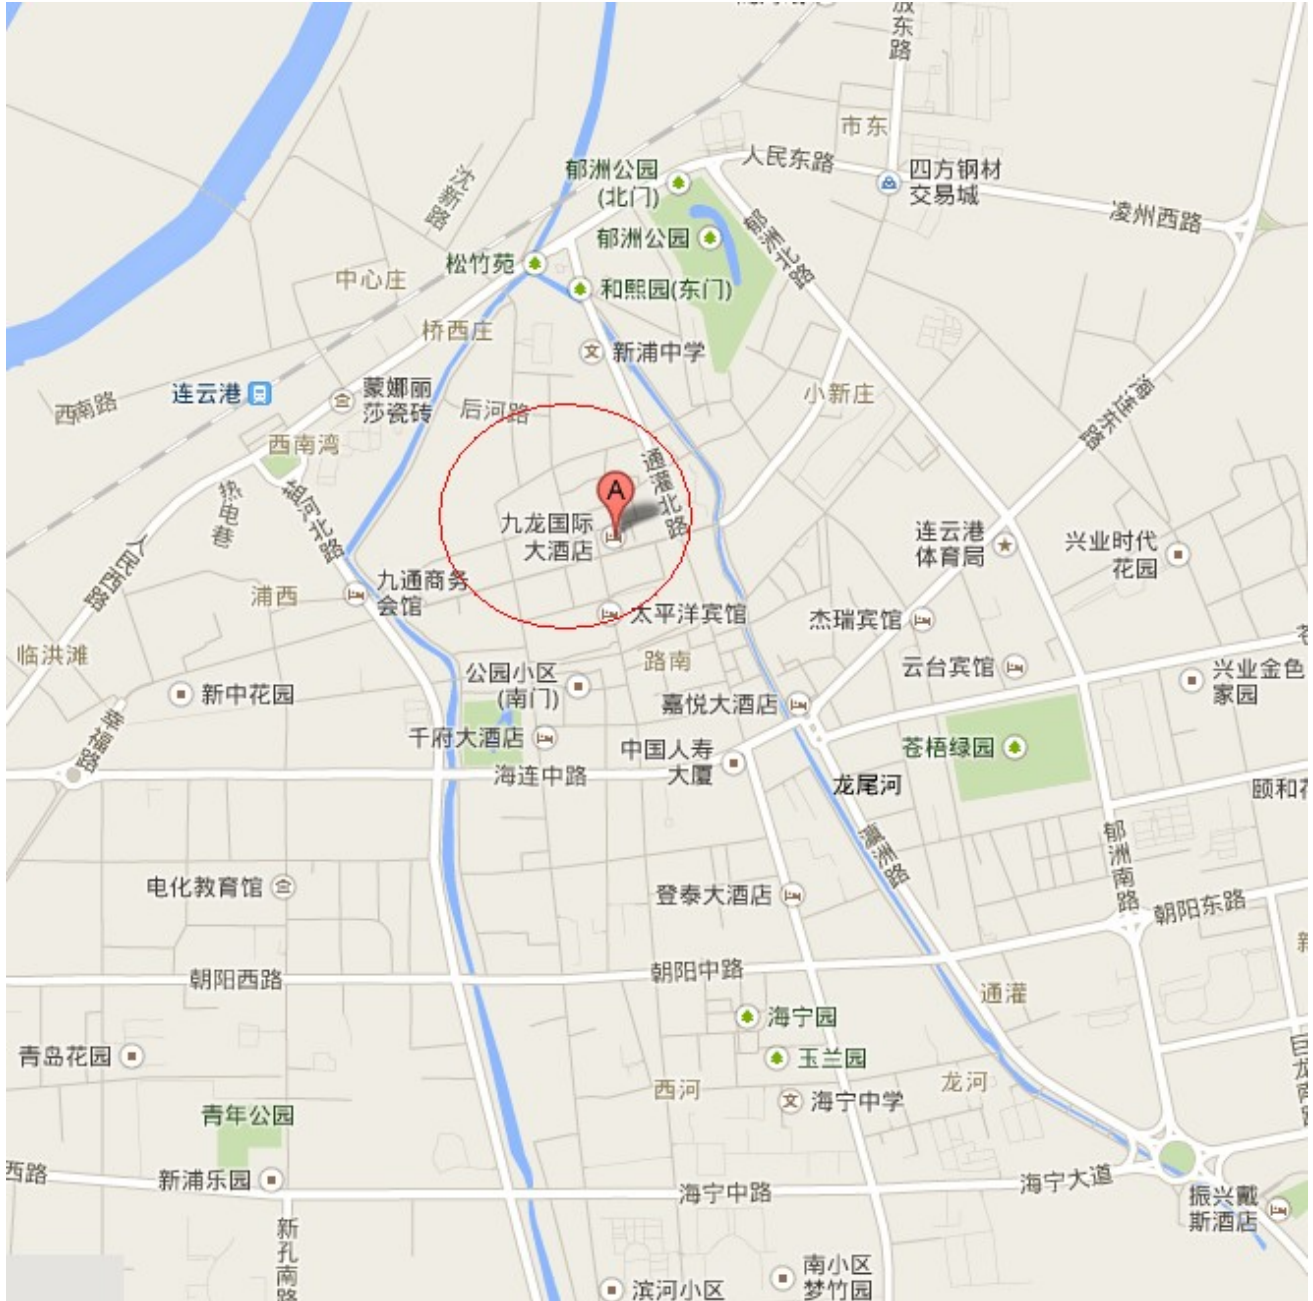 放东路
市东
人民东路
四方钢材
交易城
凌州西路
沈新路
郁洲公园
(北门)
郁洲公园
郁洲北路
松竹苑
中心庄
和熙园(东门)
桥西庄
新浦中学
连云港
蒙娜丽
莎瓷砖
西南路
后河路
小新庄
海连东路
西南湾
通灌北路
热电巷
祖河北路
A
九龙国际
大酒店
连云港
体育局
兴业时代
花园
人民西路
九通商务
会馆
浦西
太平洋宾馆
杰瑞宾馆
临洪滩
路南
云台宾馆
新中花园
公园小区
(南门)
嘉悦大酒店
兴业金色
家园
幸福路
千府大酒店
中国人寿
大厦
苍梧绿园
海连中路
龙尾河
颐和花
瀛洲路
郁洲南路
电化教育馆
登泰大酒店
朝阳东路
新
朝阳西路
朝阳中路
通灌
海宁园
青岛花园
玉兰园
西河
龙河
海宁中学
巨龙南路
青年公园
西路
新浦乐园
海宁中路
海宁大道
振兴戴
斯酒店
新孔南路
滨河小区
南小区
梦竹园